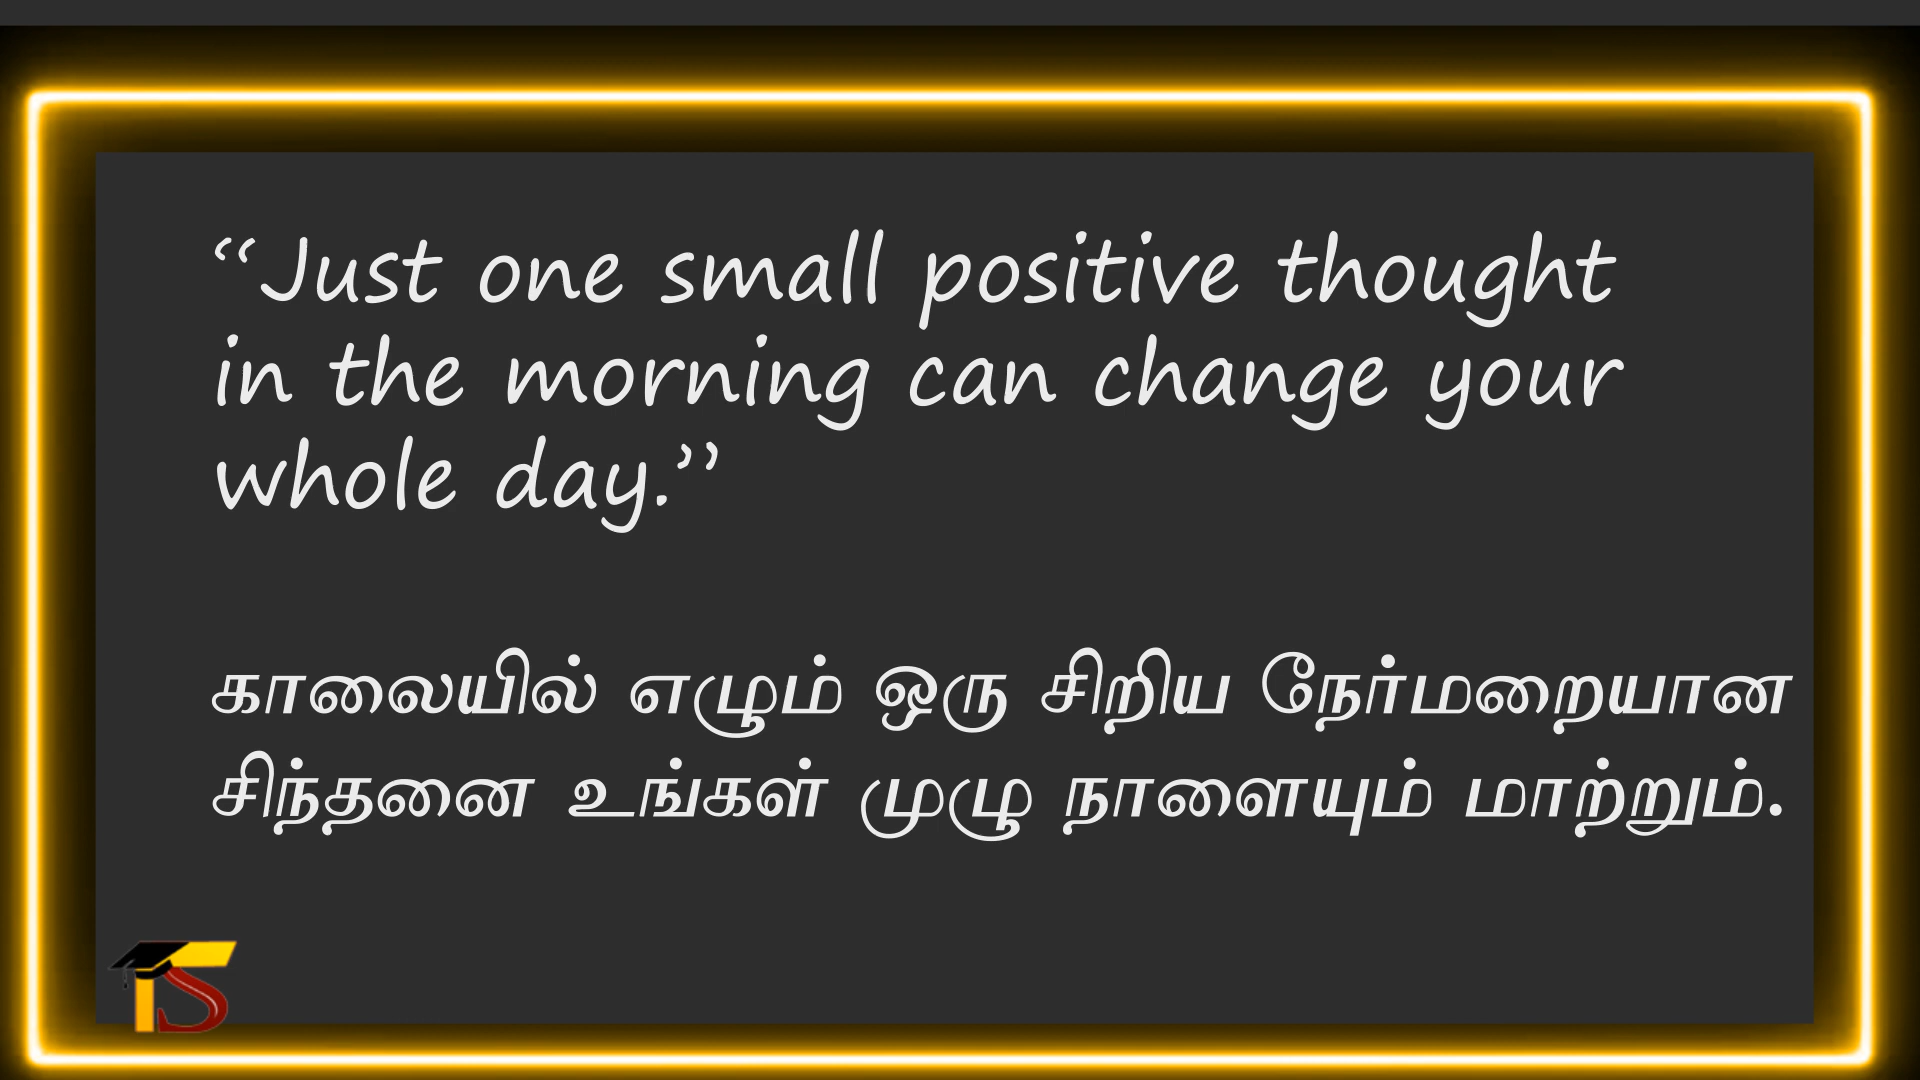 “Just one small positive thought
in the morning can change your
whole day.”
காலையில் எழும் ஒரு சிறிய நேர்மறையான
சிந்தனை உங்கள் முழு நாளையும் மாற்றும்.
TS